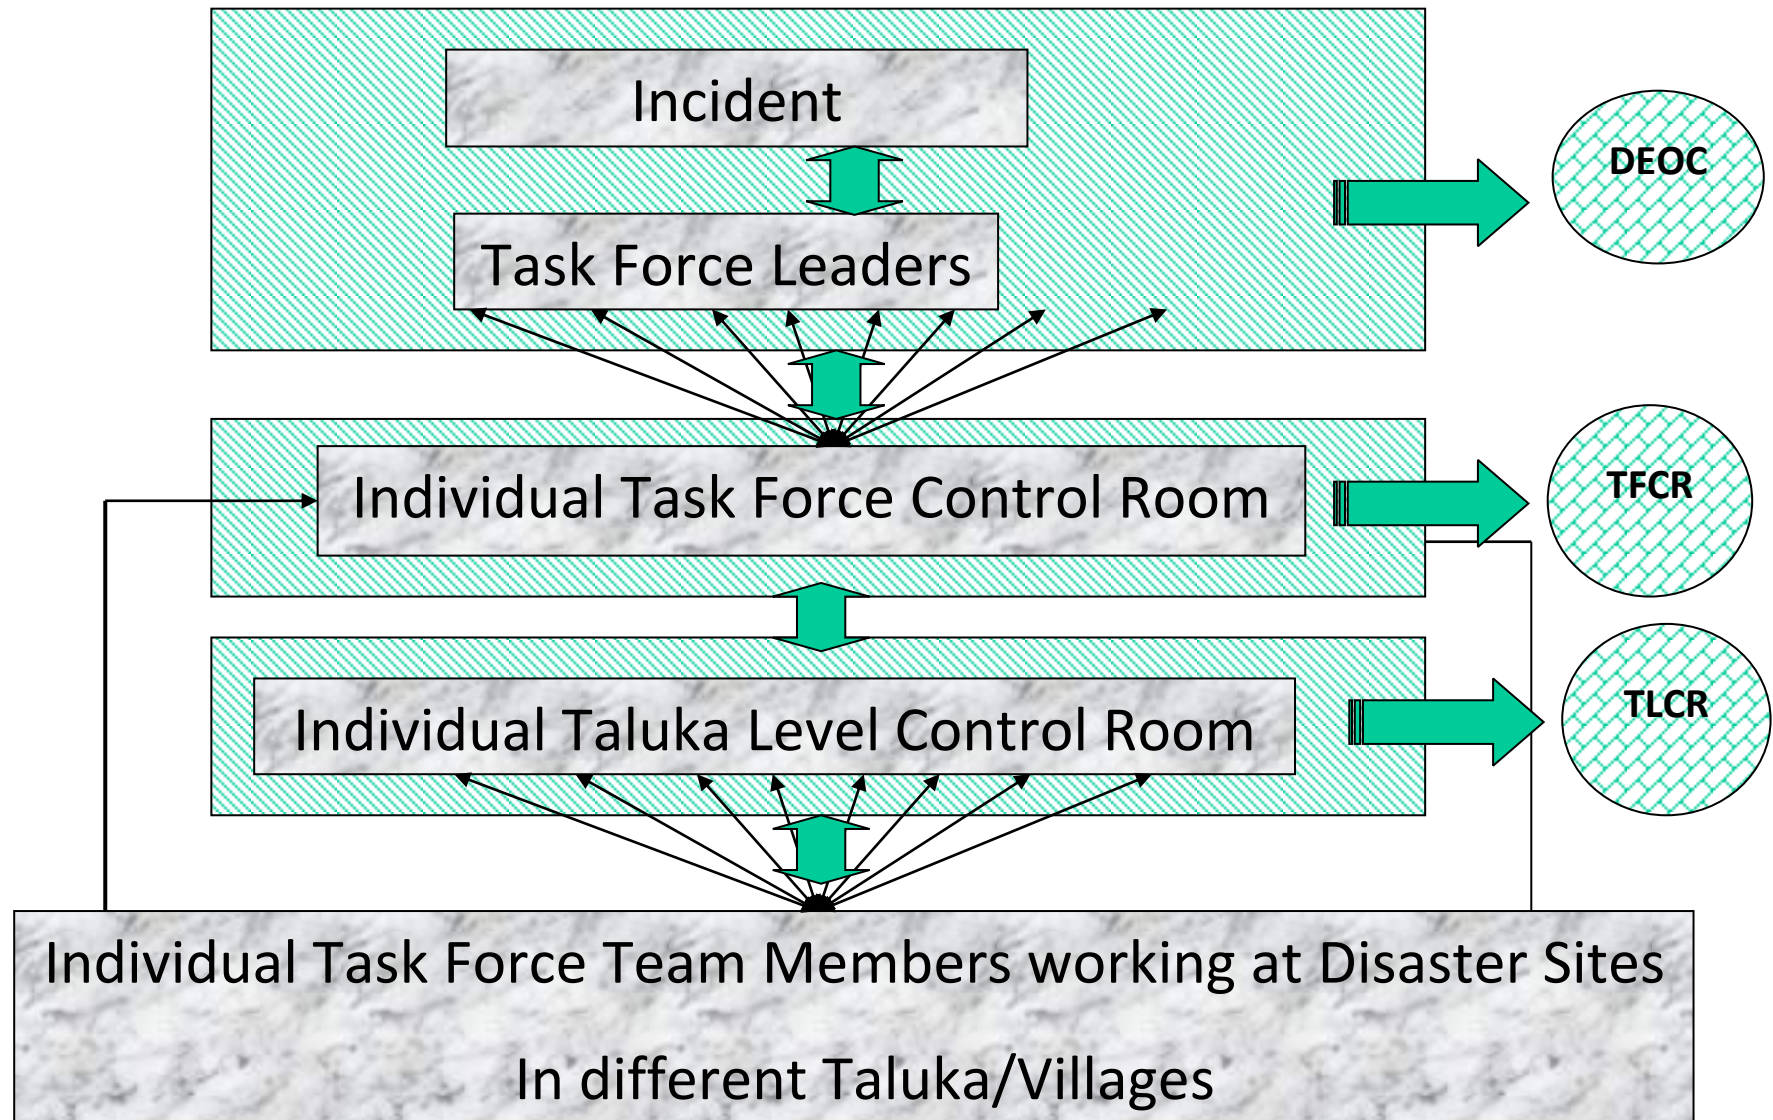 Incident
DEOC
Task Force Leaders
Individual Task Force Control Room
TFCR
Individual Taluka Level Control Room
TLCR
Individual Task Force Team Members working at Disaster Sites
In different Taluka/Villages